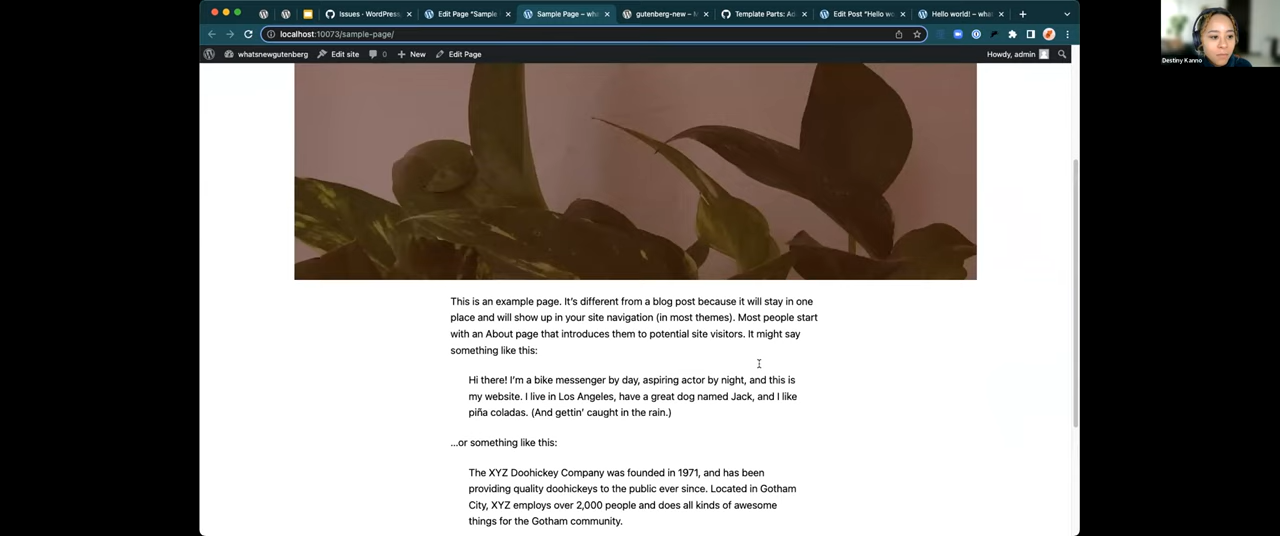 Issues · WordPress
Edit Page "Sample
Sample Page – wha
gutenberg-new – M
Template Parts: Ad
Edit Post "Hello w
Hello world! – what
localhost:10073/sample-page/
whatsnewgutenberg
Edit site
0
New
Edit Page
Howdy, admin
Destiny Kanno
This is an example page. It's different from a blog post because it will stay in one
place and will show up in your site navigation (in most themes). Most people start
with an About page that introduces them to potential site visitors. It might say
something like this:
Hi there! I'm a bike messenger by day, aspiring actor by night, and this is
my website. I live in Los Angeles, have a great dog named Jack, and I like
piña coladas. (And gettin' caught in the rain.)
...or something like this:
The XYZ Doohickey Company was founded in 1971, and has been
providing quality doohickeys to the public ever since. Located in Gotham
City, XYZ employs over 2,000 people and does all kinds of awesome
things for the Gotham community.